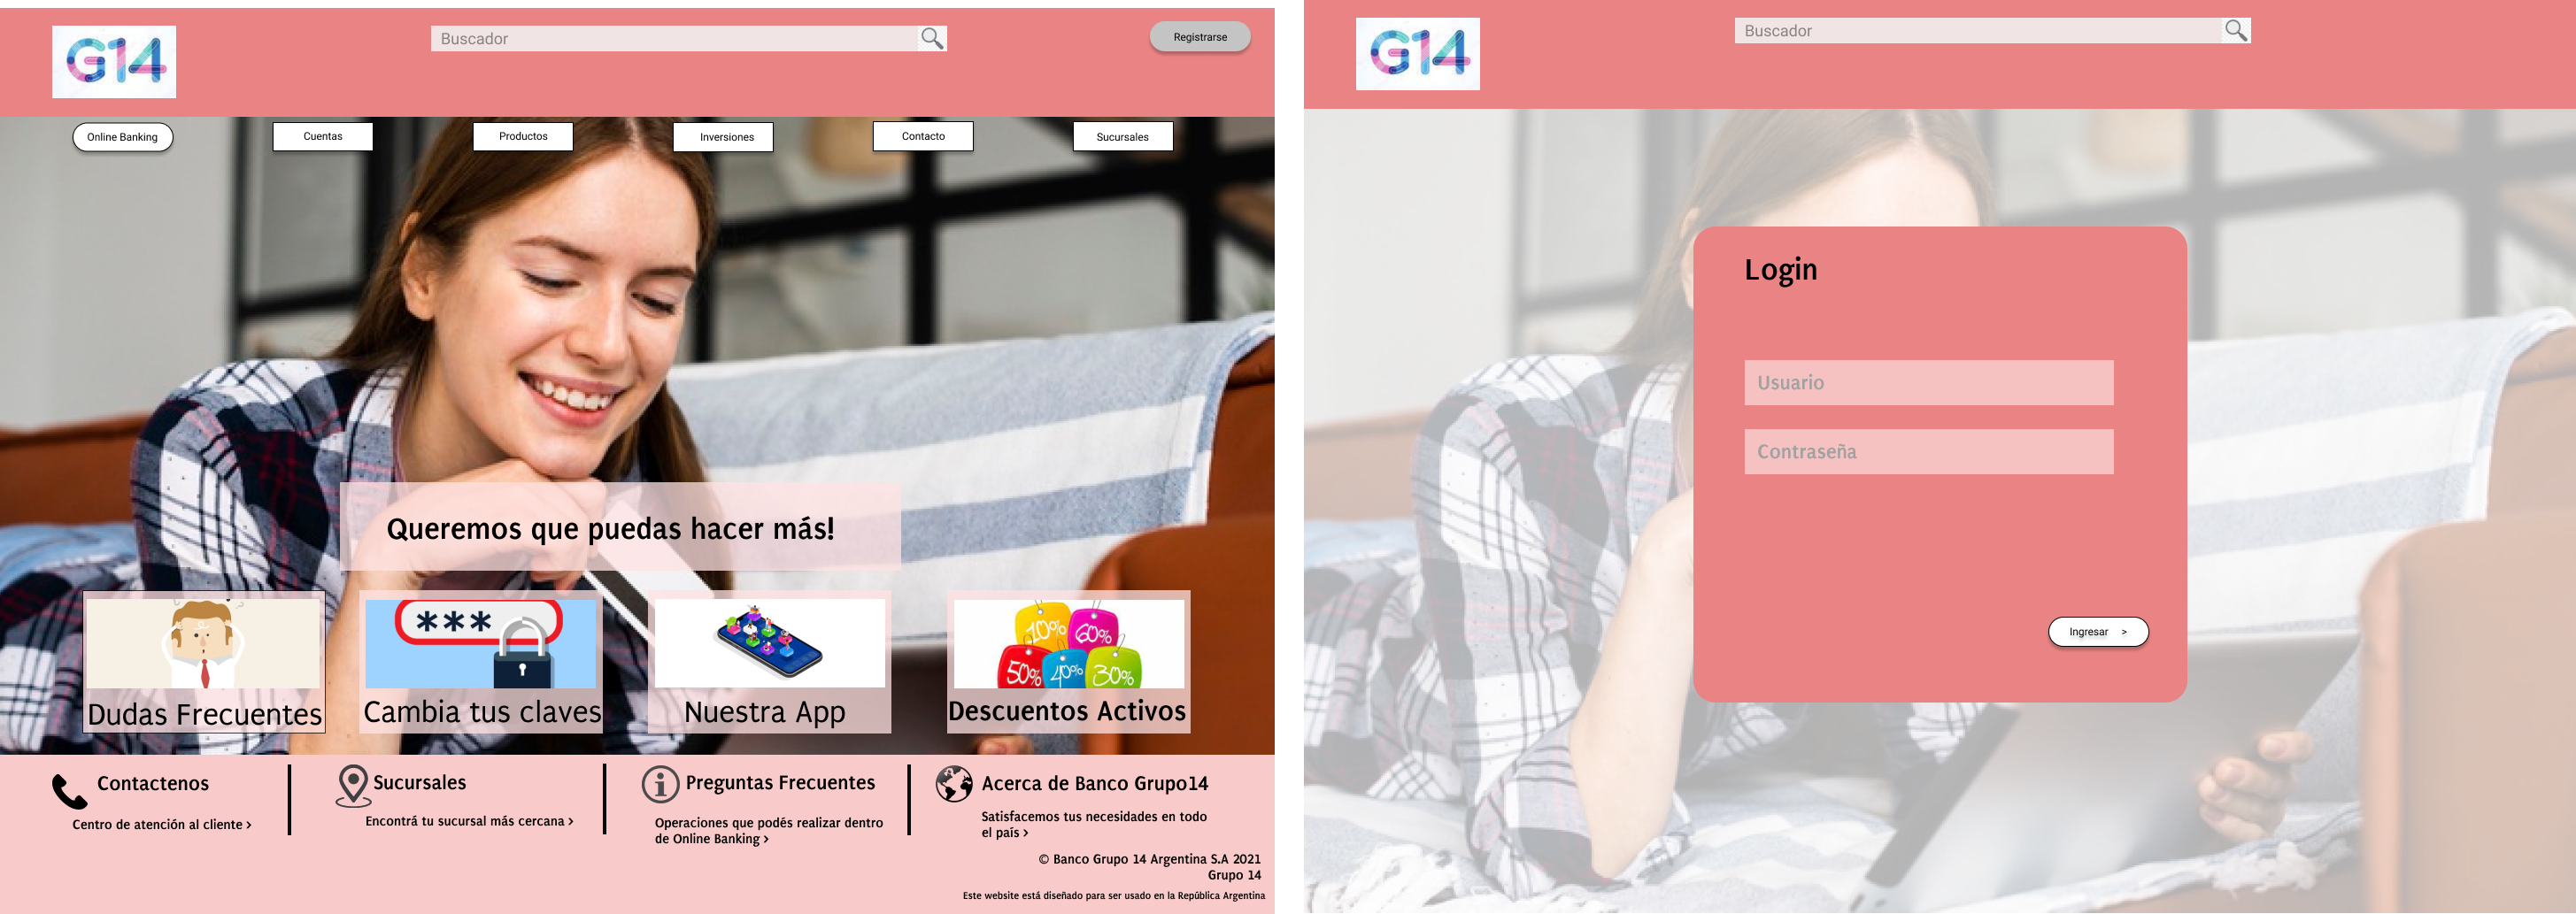 G14
Buscador
Registrarse
Online Banking
Cuentas
Productos
Inversiones
Contacto
Sucursales
Queremos que puedas hacer más!
***
10%
60%
50%
40%
30%
Dudas Frecuentes
Cambia tus claves
Nuestra App
Descuentos Activos
Contactenos
Centro de atención al cliente >
Sucursales
Encontrá tu sucursal más cercana >
Preguntas Frecuentes
Operaciones que podés realizar dentro
de Online Banking >
Acerca de Banco Grupo14
Satisfacemos tus necesidades en todo
el país >
© Banco Grupo 14 Argentina S.A 2021
Grupo 14
Este website está diseñado para ser usado en la República Argentina
G14
Buscador
Login
Usuario
Contraseña
Ingresar >